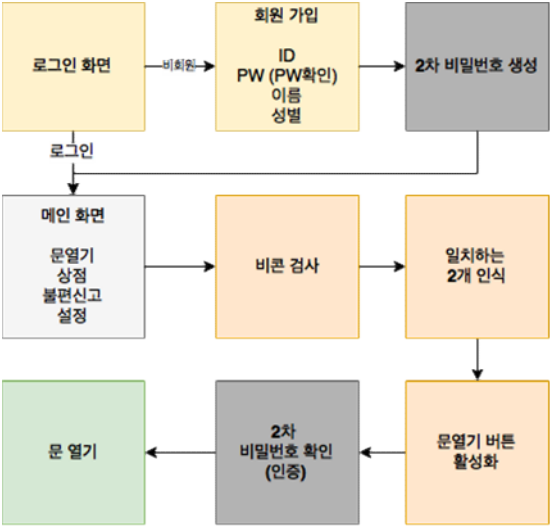 로그인 화면
비회원
회원 가입
ID
PW (PW확인)
이름
성별
2차 비밀번호 생성
로그인
메인 화면
문열기
상점
불편신고
설정
비콘 검사
일치하는
2개 인식
문 열기
2차
비밀번호 확인
(인증)
문열기 버튼
활성화